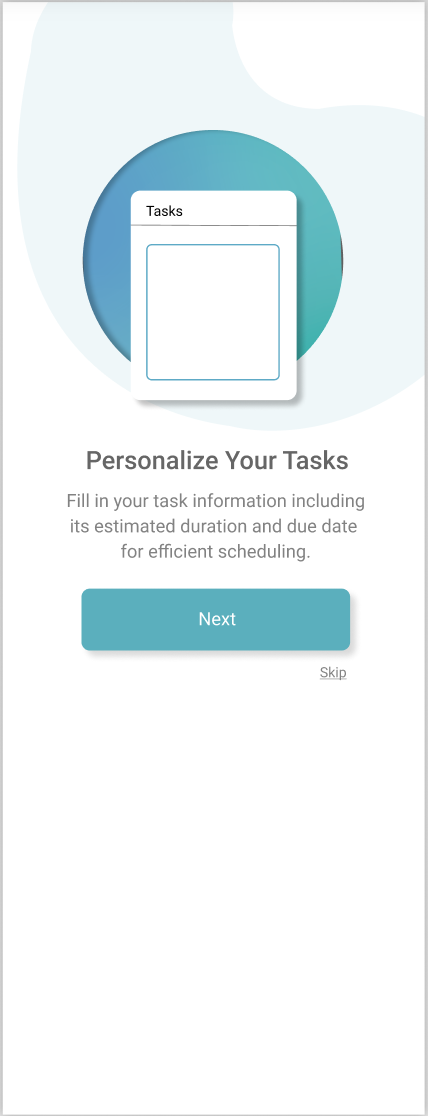 Tasks
Personalize Your Tasks
Fill in your task information including
its estimated duration and due date
for efficient scheduling.
Next
Skip